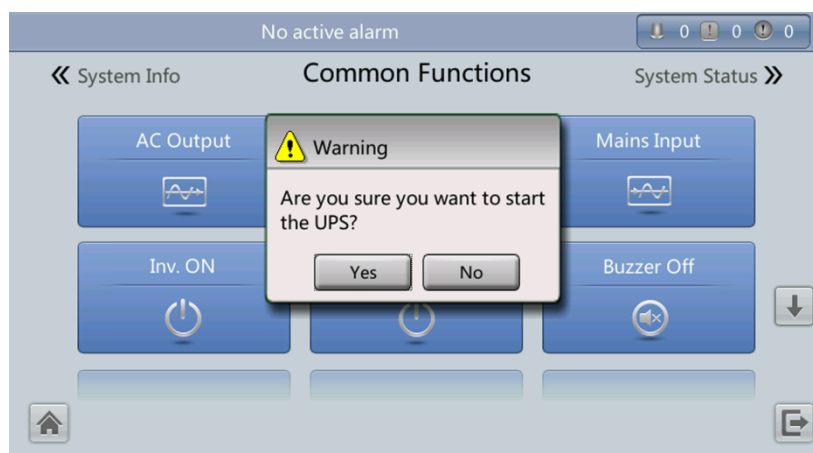 No active alarm
0 0 0
System Info
Common Functions
System Status
AC Output
Mains Input
Warning
Are you sure you want to start
the UPS?
Yes
No
Inv. ON
Buzzer Off